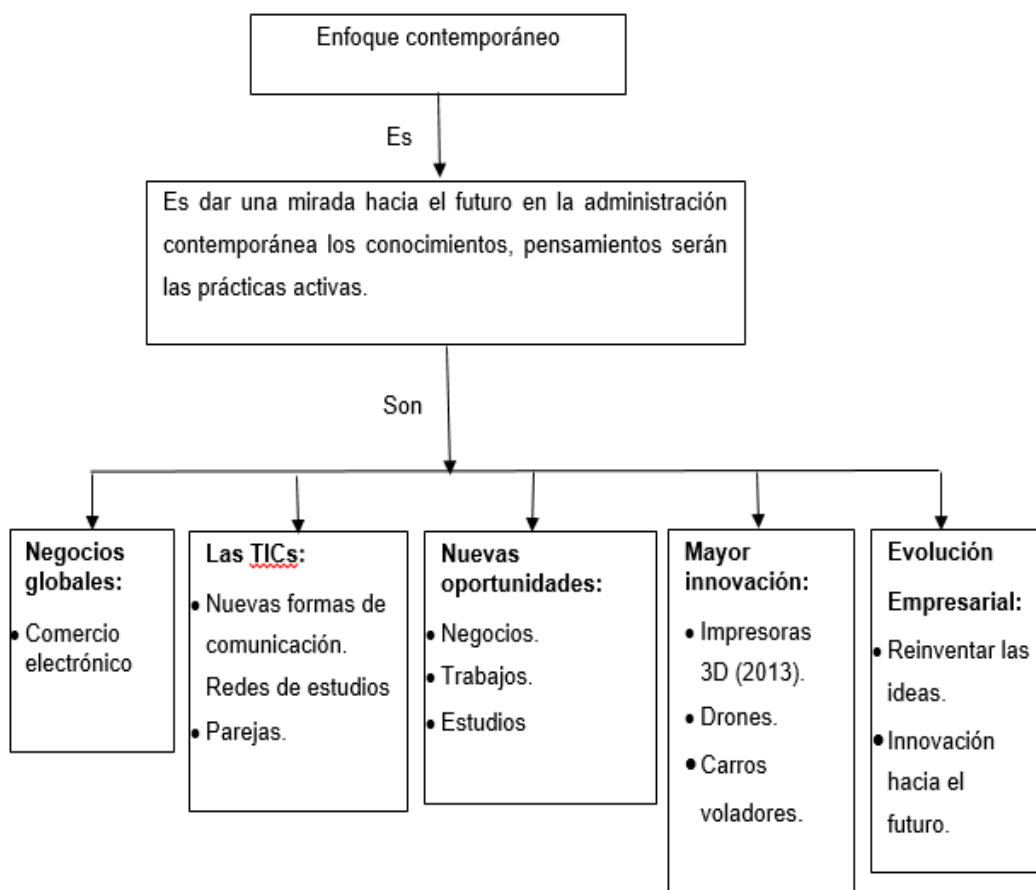 Enfoque contemporáneo
Es
Es dar una mirada hacia el futuro en la administración
contemporánea los conocimientos, pensamientos serán
las prácticas activas.
Son
Negocios
globales:
• Comercio
electrónico
Las TICs:
• Nuevas formas de
comunicación.
Redes de estudios
• Parejas.
Nuevas
oportunidades:
• Negocios.
• Trabajos.
• Estudios
Mayor
innovación:
• Impresoras
3D (2013).
• Drones.
• Carros
voladores.
Evolución
Empresarial:
• Reinventar las
ideas.
• Innovación
hacia el
futuro.